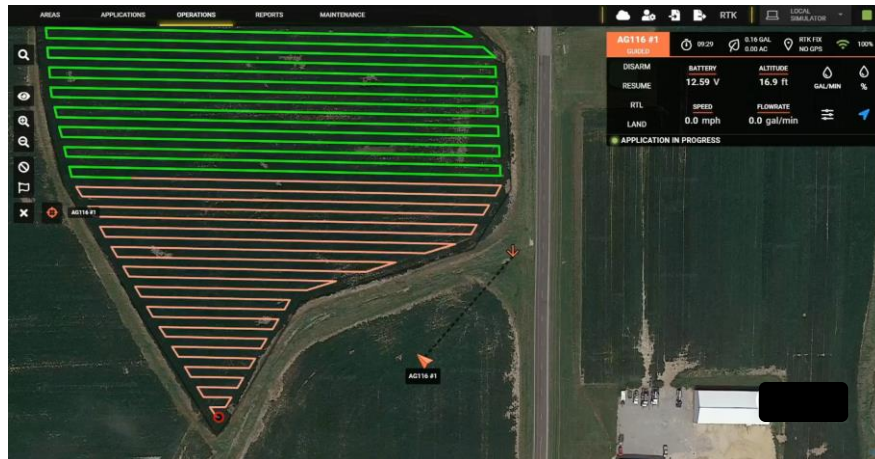 AREAS APPLICATIONS OPERATIONS REPORTS MAINTENANCE RTK LOCAL SIMULATOR
AG116 #1
GUIDED
09:29
0.16 GAL
0.00 AC
RTK FIX
NO GPS
100%
DISARM
RESUME
RTL
LAND
BATTERY
12.59 V
ALTITUDE
16.9 ft
GAL/MIN
%
SPEED
0.0 mph
FLOWRATE
0.0 gal/min
APPLICATION IN PROGRESS
AG116 #1
AG116 #1